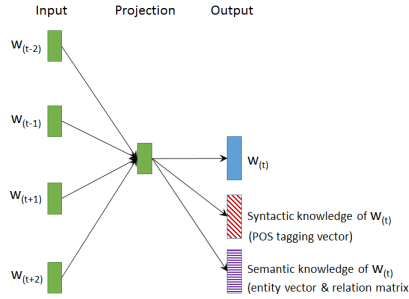 Input Projection Output
W(t-2)
W(t-1)
W(t)
W(t+1)
Syntactic knowledge of W(t)
(POS tagging vector)
W(t+2)
Semantic knowledge of W(t)
(entity vector & relation matrix